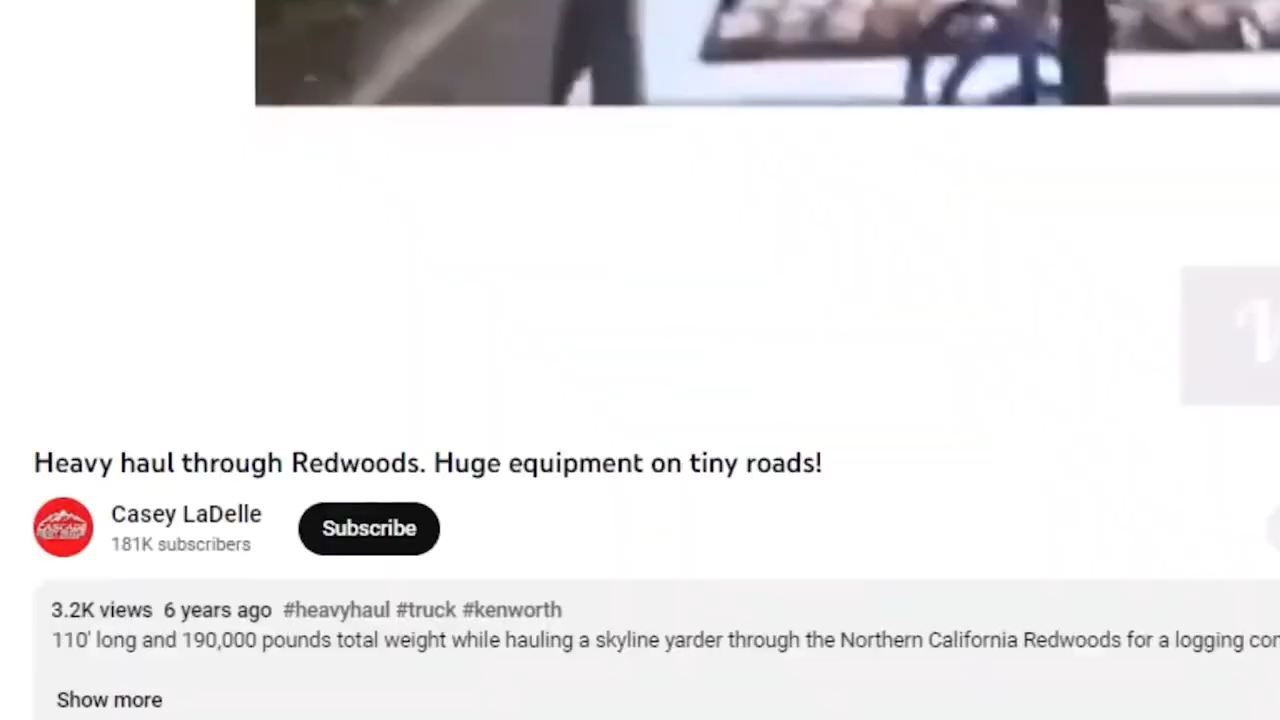 Heavy haul through Redwoods. Huge equipment on tiny roads!
Casey LaDelle
181K subscribers
Subscribe
3.2K views 6 years ago #heavyhaul #truck #kenworth
110' long and 190,000 pounds total weight while hauling a skyline yarder through the Northern California Redwoods for a logging
Show more